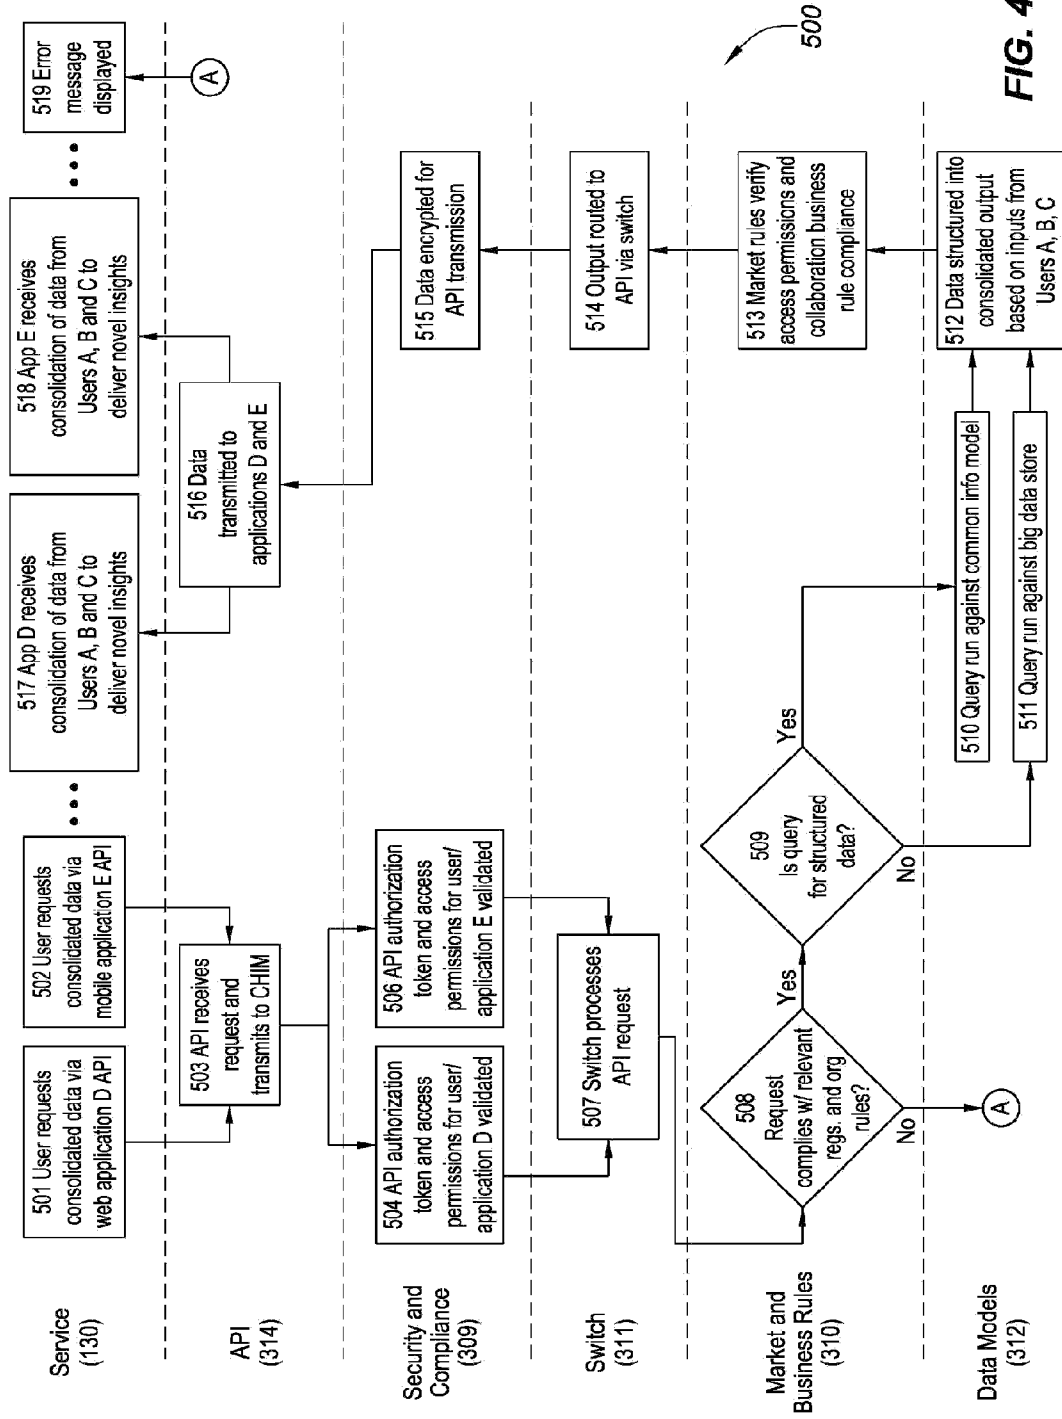 Service
(130)
501 User requests
consolidated data via
web application D API
502 User requests
consolidated data via
mobile application E API
517 App D receives
consolidation of data from
Users A, B and C to
deliver novel insights
518 App E receives
consolidation of data from
Users A, B and C to
deliver novel insights
519 Error
message
displayed
API
(314)
503 API receives
request and
transmits to CHIM
516 Data
transmitted to
applications D and E
A
Security and
Compliance
(309)
504 API authorization
token and access
permissions for user/
application D validated
506 API authorization
token and access
permissions for user/
application E validated
515 Data encrypted for
API transmission
Switch
(311)
507 Switch processes
API request
514 Output routed to
API via switch
Market and
Business Rules
(310)
508
Request
complies w/ relevant
regs. and org
rules?
Yes
No
509
Is query
for structured
data?
Yes
No
513 Market rules verify
access permissions and
collaboration business
rule compliance
Data Models
(312)
A
510 Query run against common info model
511 Query run against big data store
512 Data structured into
consolidated output
based on inputs from
Users A, B, C
500
FIG. 4